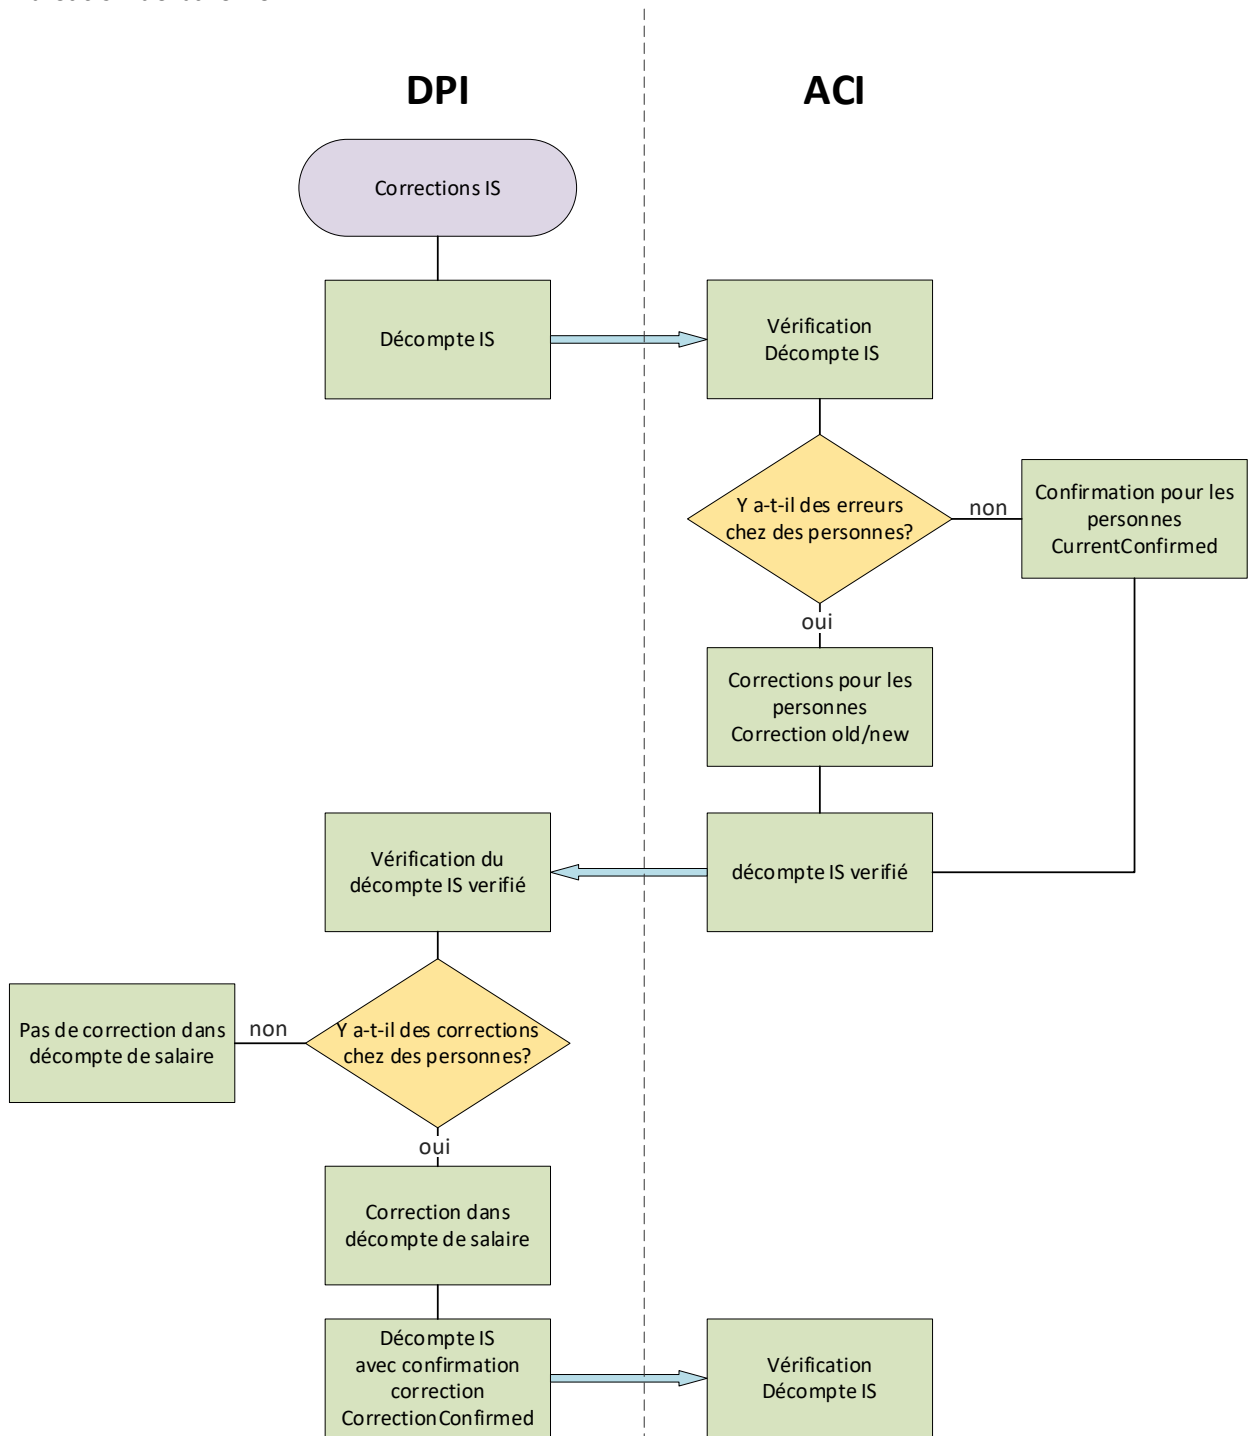 DPI
ACI
Corrections IS
Décompte IS
Vérification
Décompte IS
Y a-t-il des erreurs
chez des personnes?
non
Confirmation pour les
personnes
CurrentConfirmed
oui
Corrections pour les
personnes
Correction old/new
Vérification du
décompte IS verifié
décompte IS verifié
Pas de correction dans
décompte de salaire
non
Y a-t-il des corrections
chez des personnes?
oui
Correction dans
décompte de salaire
Décompte IS
avec confirmation
correction
CorrectionConfirmed
Vérification
Décompte IS